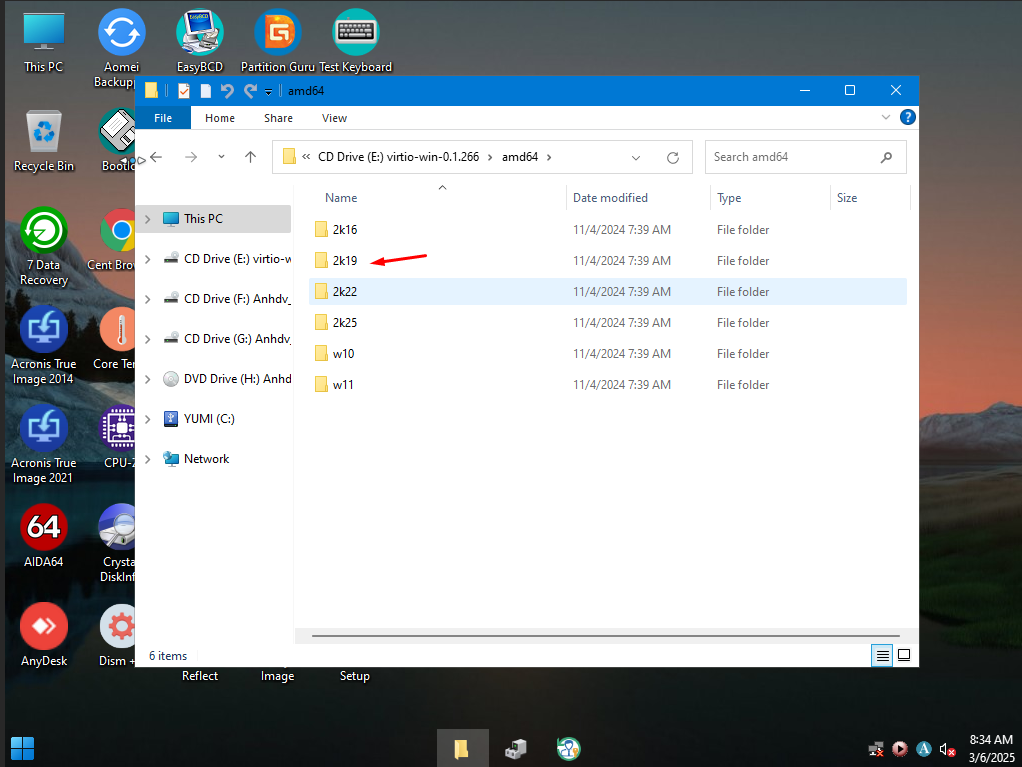 This PC
Aomei
Backupp
EasyBCD
Partition Guru
Test Keyboard
Recycle Bin
Bootic
7 Data
Recovery
Cent Brow
Acronis True
Image 2014
Core Ter
Acronis True
Image 2021
CPU-Z
64
AIDA64
Crysta
DiskInf
AnyDesk
Dism +
Reflect
Image
Setup
amd64
File
Home
Share
View
?
« CD Drive (E:) virtio-win-0.1.266 › amd64 ›
Search amd64
This PC
CD Drive (E:) virtio-w
CD Drive (F:) Anhdv_
CD Drive (G:) Anhdv_
DVD Drive (H:) Anhd
YUMI (C:)
Network
Name Date modified Type Size
2k16 11/4/2024 7:39 AM File folder
2k19 11/4/2024 7:39 AM File folder
2k22 11/4/2024 7:39 AM File folder
2k25 11/4/2024 7:39 AM File folder
w10 11/4/2024 7:39 AM File folder
w11 11/4/2024 7:39 AM File folder
6 items
A
8:34 AM
3/6/2025